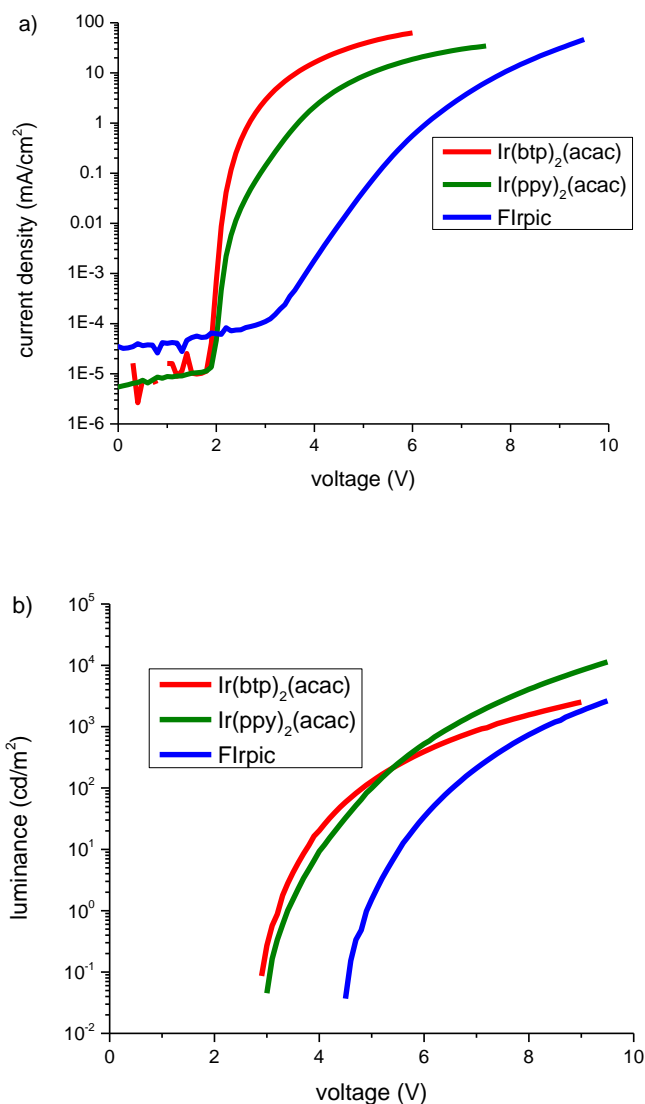 a)
100
10
1
0.1
0.01
1E-3
1E-4
1E-5
1E-6
current density (mA/cm²)
Ir(btp)₂(acac)
Ir(ppy)₂(acac)
FIrpic
0 2 4 6 8 10
voltage (V)
b)
10⁵
10⁴
10³
10²
10¹
10⁰
10⁻¹
10⁻²
luminance (cd/m²)
Ir(btp)₂(acac)
Ir(ppy)₂(acac)
FIrpic
0 2 4 6 8 10
voltage (V)